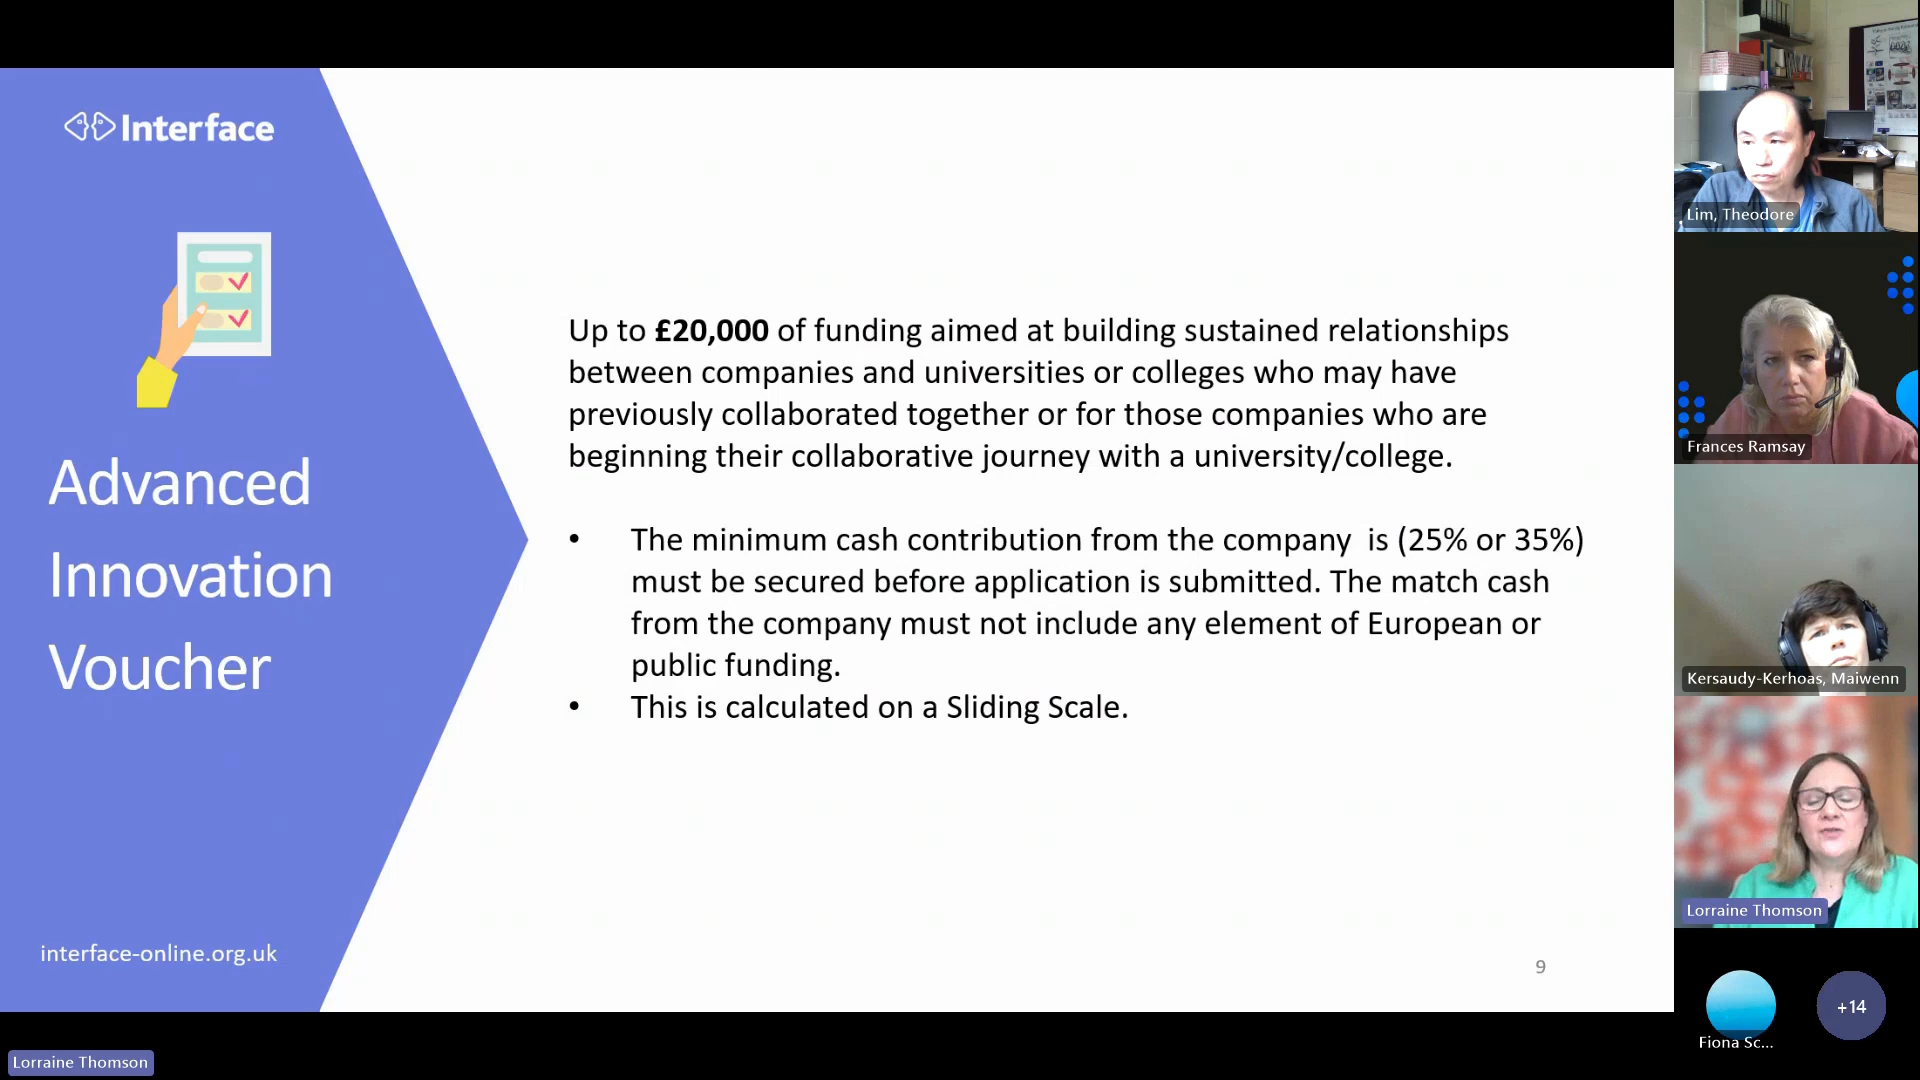 Interface
Advanced
Innovation
Voucher
interface-online.org.uk
Up to £20,000 of funding aimed at building sustained relationships
between companies and universities or colleges who may have
previously collaborated together or for those companies who are
beginning their collaborative journey with a university/college.
• The minimum cash contribution from the company  is (25% or 35%)
must be secured before application is submitted. The match cash
from the company must not include any element of European or
public funding.
• This is calculated on a Sliding Scale.
9
Lim, Theodore
Frances Ramsay
Kersaudy-Kerhoas, Maiwenn
Lorraine Thomson
Fiona Sc...
+14
Lorraine Thomson